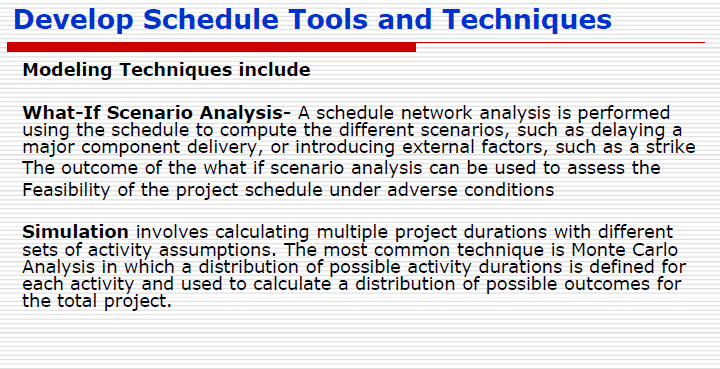 Develop Schedule Tools and Techniques
Modeling Techniques include
What-If Scenario Analysis- A schedule network analysis is performed
using the schedule to compute the different scenarios, such as delaying a
major component delivery, or introducing external factors, such as a strike
The outcome of the what if scenario analysis can be used to assess the
Feasibility of the project schedule under adverse conditions
Simulation involves calculating multiple project durations with different
sets of activity assumptions. The most common technique is Monte Carlo
Analysis in which a distribution of possible activity durations is defined for
each activity and used to calculate a distribution of possible outcomes for
the total project.